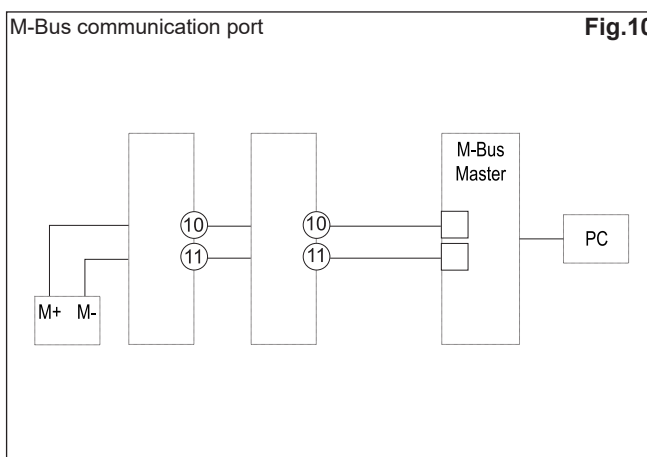 M-Bus communication port
Fig.10
M-Bus
Master
10
10
11
11
PC
M+ M-